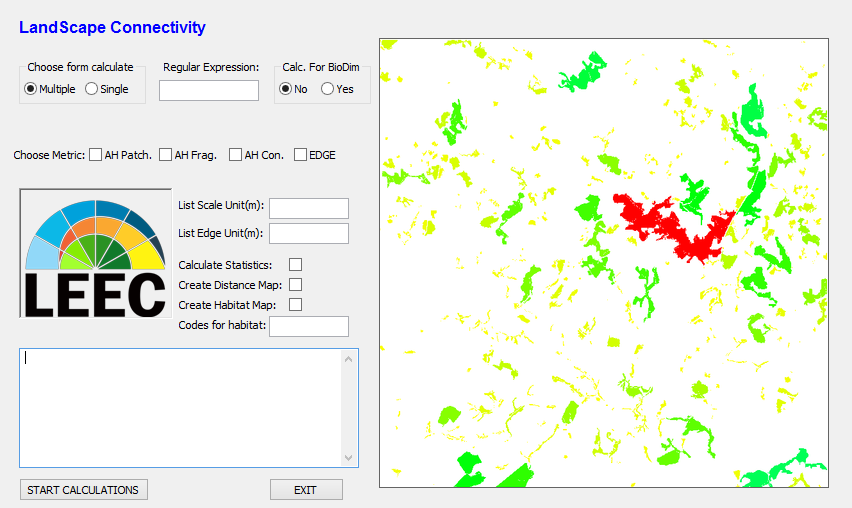 LandScape Connectivity
Choose form calculate
Regular Expression:
Calc. For BioDim
Multiple
Single
No
Yes
Choose Metric:
AH Patch.
AH Frag.
AH Con.
EDGE
List Scale Unit(m):
List Edge Unit(m):
Calculate Statistics:
Create Distance Map:
Create Habitat Map:
Codes for habitat:
LEEC
START CALCULATIONS
EXIT